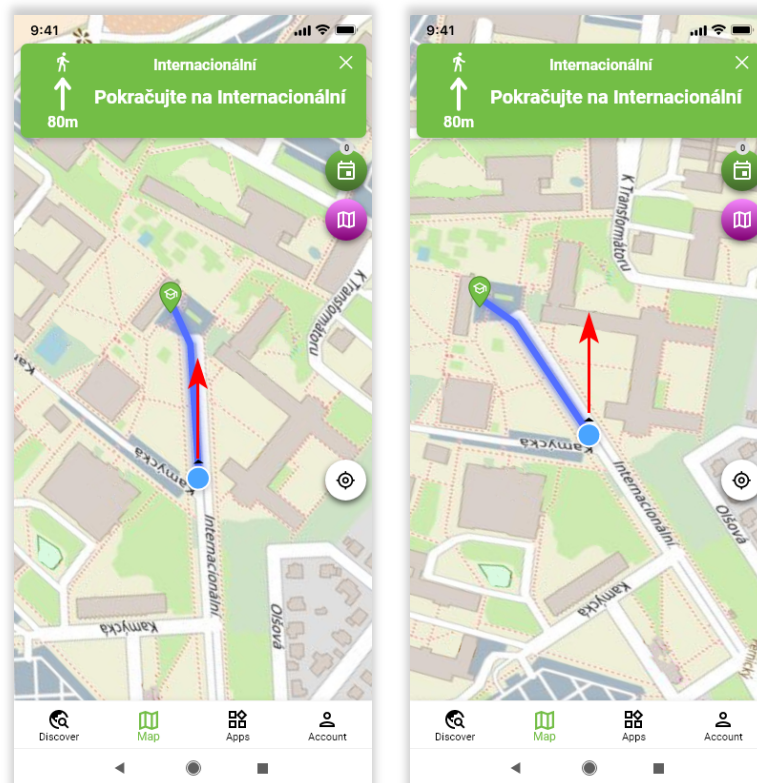 9:41
Internacionální
Pokračujte na Internacionální
80m
0
K Transformátoru
Kar
Kamýcká
Internacionální
Kamýcká
Olšová
Discover
Map
Apps
Account
9:41
Internacionální
Pokračujte na Internacionální
80m
0
K Transformátoru
Kamýcká
Internacionální
Olšová
Kamýcká
Discover
Map
Apps
Account